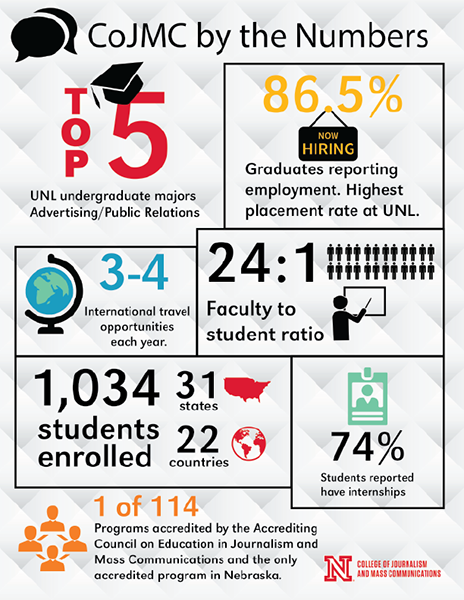 CoJMC by the Numbers
TOP 5
UNL undergraduate majors
Advertising/Public Relations
86.5%
NOW
HIRING
Graduates reporting
employment. Highest
placement rate at UNL.
3-4
International travel
opportunities
each year.
24:1
Faculty to
student ratio
1,034
students
enrolled
31
states
22
countries
74%
Students reported
have internships
1 of 114
Programs accredited by the Accrediting
Council on Education in Journalism and
Mass Communications and the only
accredited program in Nebraska.
N
COLLEGE OF JOURNALISM
AND MASS COMMUNICATIONS